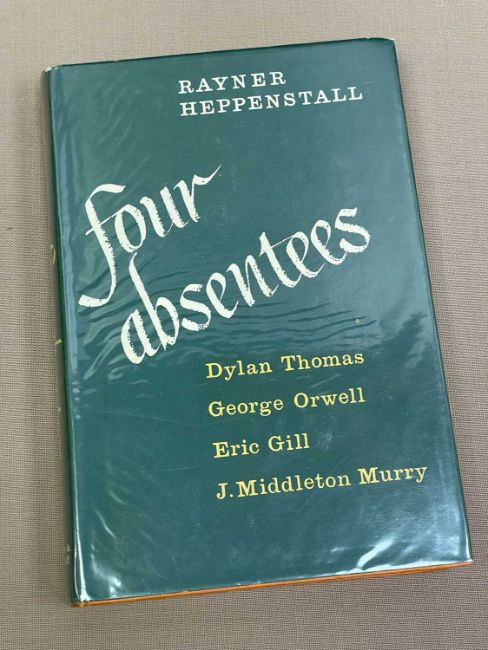 RAYNER
HEPPENSTALL
four
absentees
Dylan Thomas
George Orwell
Eric Gill
J. Middleton Murry